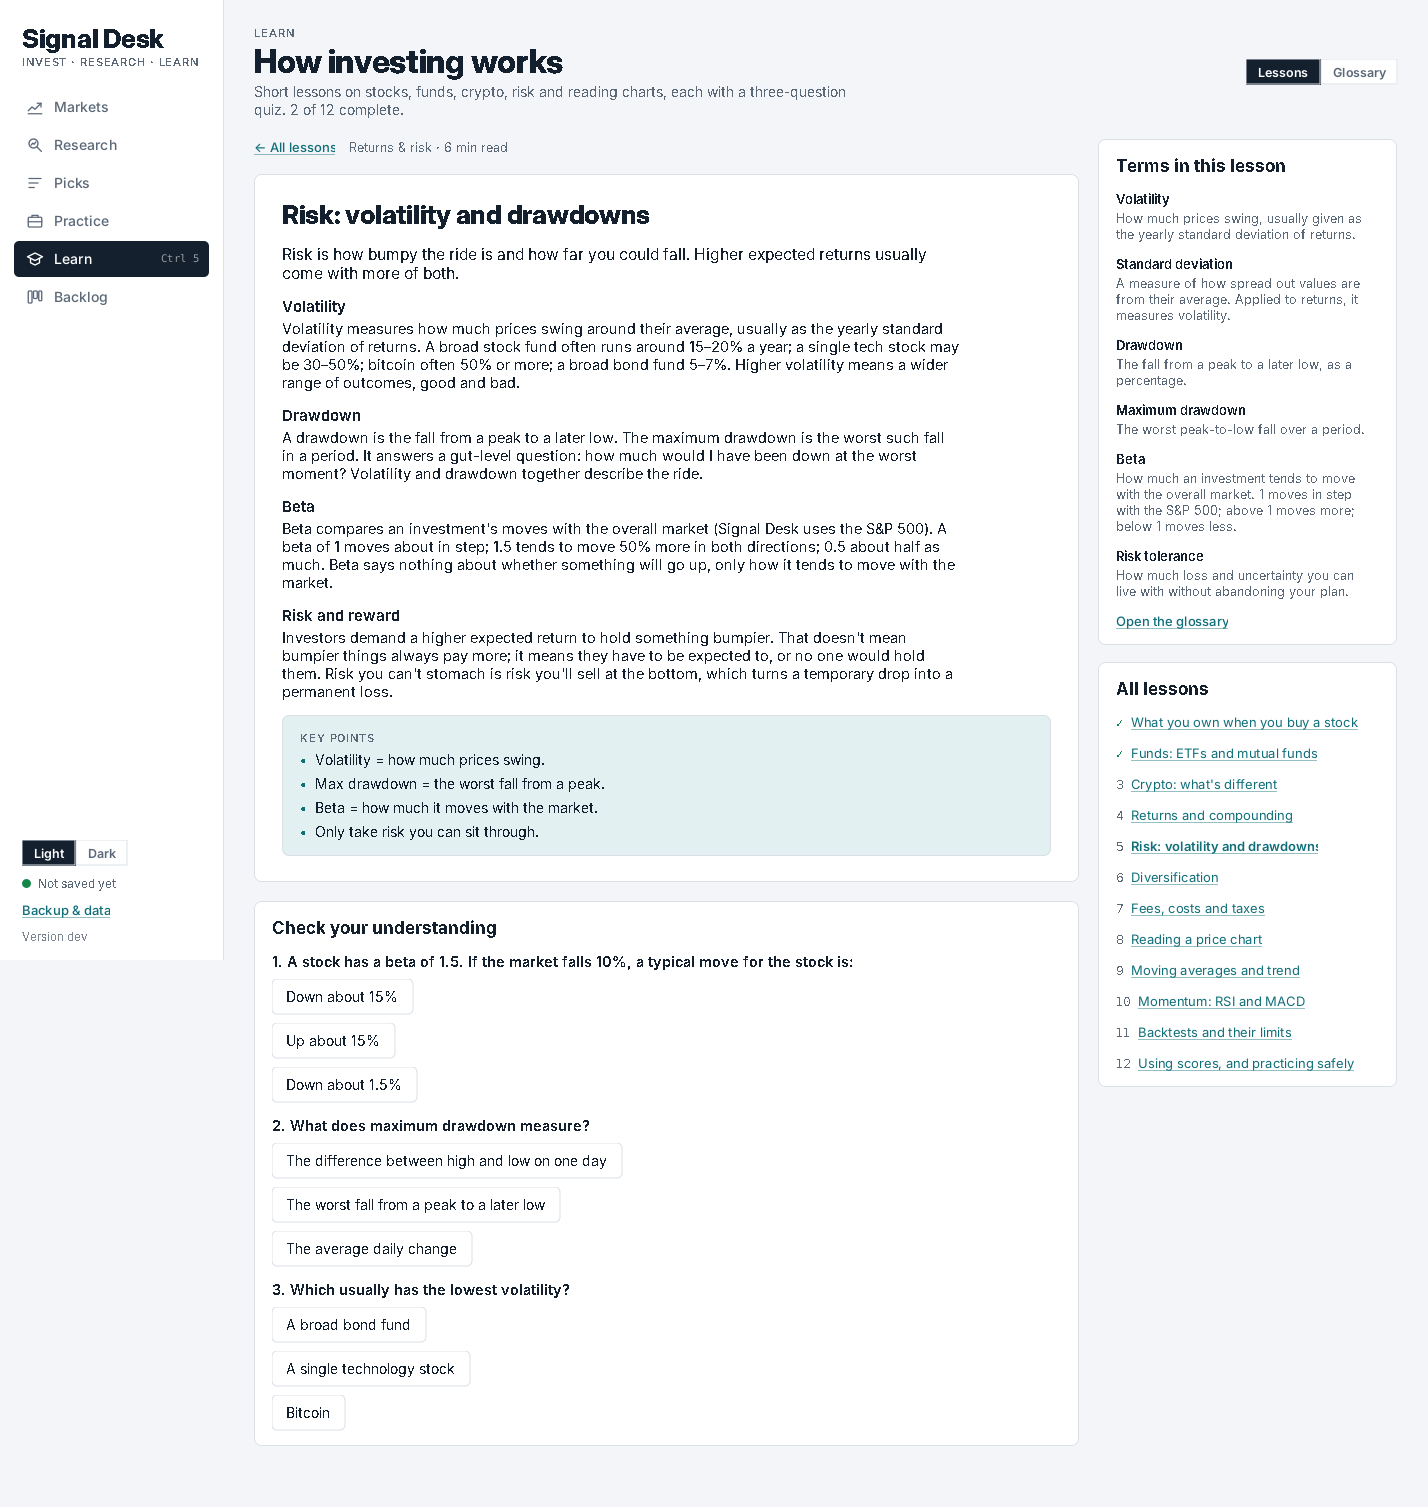 Signal Desk
INVEST · RESEARCH · LEARN
Markets
Research
Picks
Practice
Learn Ctrl 5
Backlog
Light Dark
Not saved yet
Backup & data
Version dev
LEARN
How investing works
Short lessons on stocks, funds, crypto, risk and reading charts, each with a three-question
quiz. 2 of 12 complete.
Lessons Glossary
← All lessons Returns & risk · 6 min read
Risk: volatility and drawdowns
Risk is how bumpy the ride is and how far you could fall. Higher expected returns usually
come with more of both.
Volatility
Volatility measures how much prices swing around their average, usually as the yearly standard
deviation of returns. A broad stock fund often runs around 15–20% a year; a single tech stock may
be 30–50%; bitcoin often 50% or more; a broad bond fund 5–7%. Higher volatility means a wider
range of outcomes, good and bad.
Drawdown
A drawdown is the fall from a peak to a later low. The maximum drawdown is the worst such fall
in a period. It answers a gut-level question: how much would I have been down at the worst
moment? Volatility and drawdown together describe the ride.
Beta
Beta compares an investment's moves with the overall market (Signal Desk uses the S&P 500). A
beta of 1 moves about in step; 1.5 tends to move 50% more in both directions; 0.5 about half as
much. Beta says nothing about whether something will go up, only how it tends to move with the
market.
Risk and reward
Investors demand a higher expected return to hold something bumpier. That doesn't mean
bumpier things always pay more; it means they have to be expected to, or no one would hold
them. Risk you can't stomach is risk you'll sell at the bottom, which turns a temporary drop into a
permanent loss.
KEY POINTS
• Volatility = how much prices swing.
• Max drawdown = the worst fall from a peak.
• Beta = how much it moves with the market.
• Only take risk you can sit through.
Check your understanding
1. A stock has a beta of 1.5. If the market falls 10%, a typical move for the stock is:
Down about 15%
Up about 15%
Down about 1.5%
2. What does maximum drawdown measure?
The difference between high and low on one day
The worst fall from a peak to a later low
The average daily change
3. Which usually has the lowest volatility?
A broad bond fund
A single technology stock
Bitcoin
Terms in this lesson
Volatility
How much prices swing, usually given as
the yearly standard deviation of returns.
Standard deviation
A measure of how spread out values are
from their average. Applied to returns, it
measures volatility.
Drawdown
The fall from a peak to a later low, as a
percentage.
Maximum drawdown
The worst peak-to-low fall over a period.
Beta
How much an investment tends to move
with the overall market. 1 moves in step
with the S&P 500; above 1 moves more;
below 1 moves less.
Risk tolerance
How much loss and uncertainty you can
live with without abandoning your plan.
Open the glossary
All lessons
✓ What you own when you buy a stock
✓ Funds: ETFs and mutual funds
3 Crypto: what's different
4 Returns and compounding
5 Risk: volatility and drawdowns
6 Diversification
7 Fees, costs and taxes
8 Reading a price chart
9 Moving averages and trend
10 Momentum: RSI and MACD
11 Backtests and their limits
12 Using scores, and practicing safely